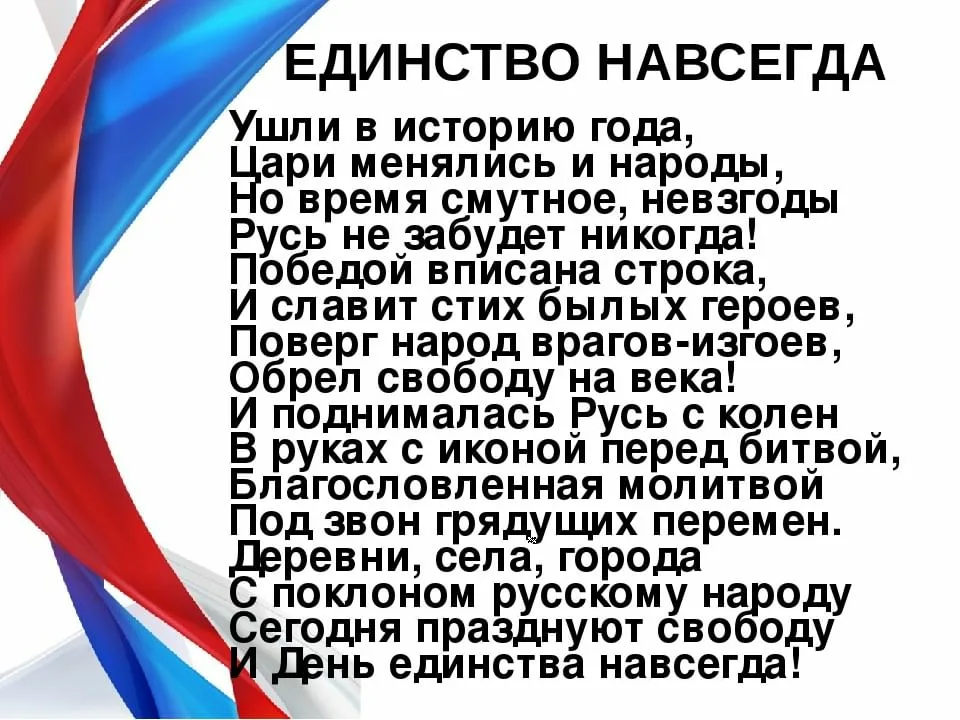 ЕДИНСТВО НАВСЕГДА
Ушли в историю года,
Цари менялись и народы,
Но время смутное, невзгоды
Русь не забудет никогда!
Победой вписана строка,
И славит стих былых героев,
Поверг народ врагов-изгоев,
Обрел свободу на века!
И поднималась Русь с колен
В руках с иконой перед битвой,
Благословленная молитвой
Под звон грядущих перемен.
Деревни, села, города
С поклоном русскому народу
Сегодня празднуют свободу
И День единства навсегда!